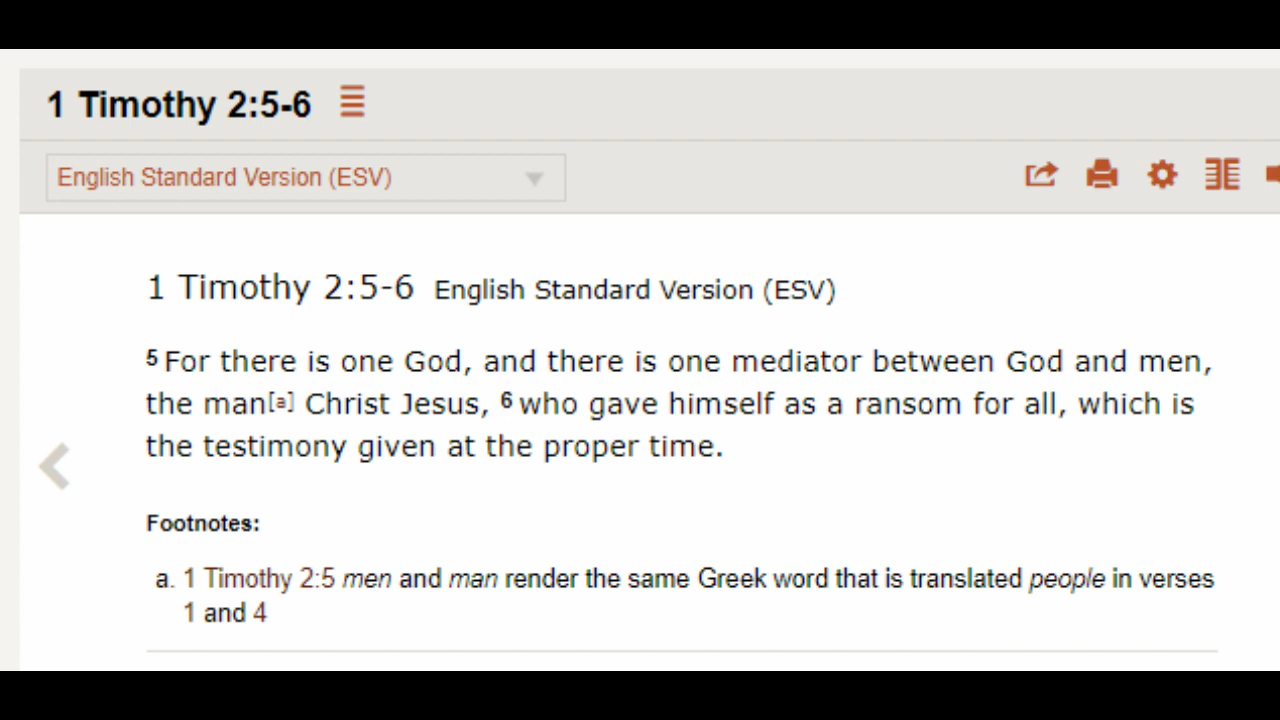 1 Timothy 2:5-6
English Standard Version (ESV)
1 Timothy 2:5-6 English Standard Version (ESV)
5 For there is one God, and there is one mediator between God and men,
the man[a] Christ Jesus, 6 who gave himself as a ransom for all, which is
the testimony given at the proper time.
Footnotes:
a. 1 Timothy 2:5 men and man render the same Greek word that is translated people in verses
1 and 4